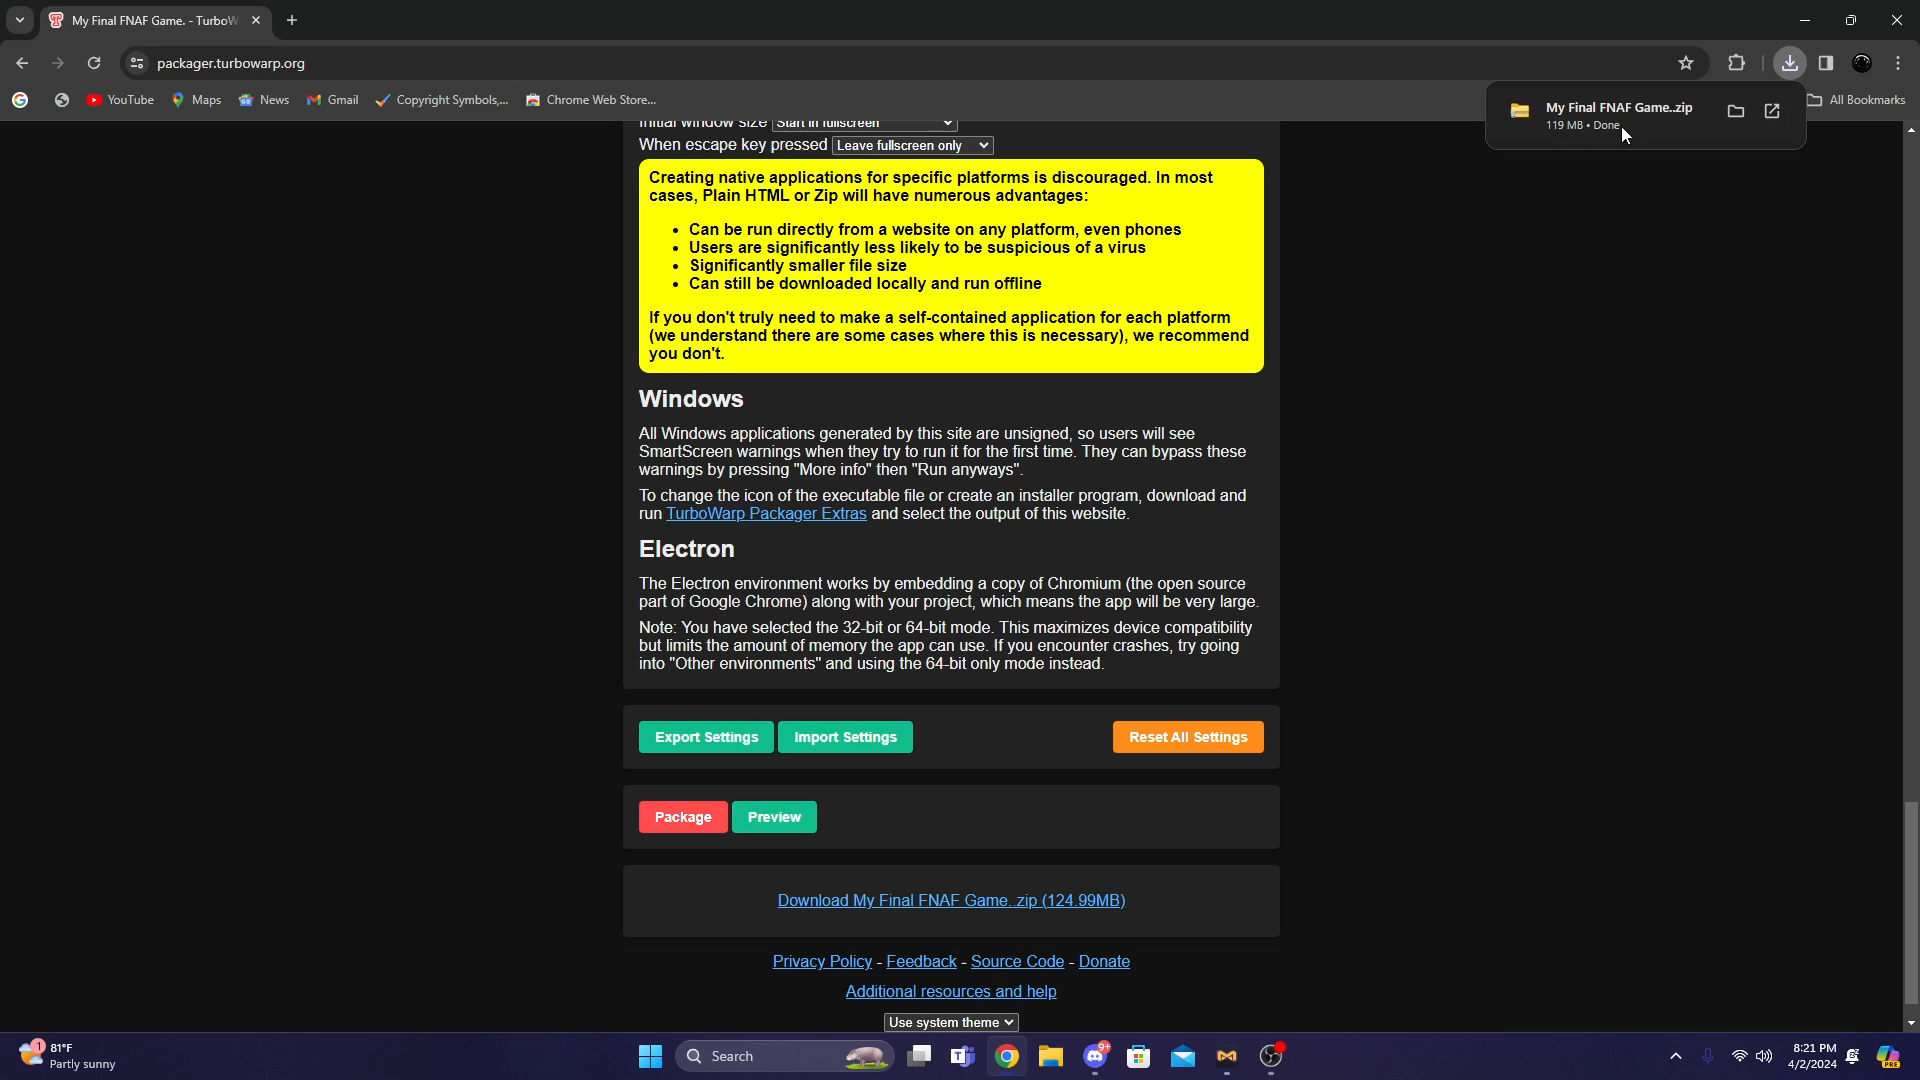 My Final FNAF Game. - TurboW
packager.turbowarp.org
YouTube
Maps
News
Gmail
Copyright Symbols,...
Chrome Web Store...
All Bookmarks
My Final FNAF Game..zip
119 MB • Done
Initial window size Start in fullscreen
When escape key pressed Leave fullscreen only
Creating native applications for specific platforms is discouraged. In most
cases, Plain HTML or Zip will have numerous advantages:
• Can be run directly from a website on any platform, even phones
• Users are significantly less likely to be suspicious of a virus
• Significantly smaller file size
• Can still be downloaded locally and run offline
If you don't truly need to make a self-contained application for each platform
(we understand there are some cases where this is necessary), we recommend
you don't.
Windows
All Windows applications generated by this site are unsigned, so users will see
SmartScreen warnings when they try to run it for the first time. They can bypass these
warnings by pressing "More info" then "Run anyways".
To change the icon of the executable file or create an installer program, download and
run TurboWarp Packager Extras and select the output of this website.
Electron
The Electron environment works by embedding a copy of Chromium (the open source
part of Google Chrome) along with your project, which means the app will be very large.
Note: You have selected the 32-bit or 64-bit mode. This maximizes device compatibility
but limits the amount of memory the app can use. If you encounter crashes, try going
into "Other environments" and using the 64-bit only mode instead.
Export Settings
Import Settings
Reset All Settings
Package
Preview
Download My Final FNAF Game..zip (124.99MB)
Privacy Policy - Feedback - Source Code - Donate
Additional resources and help
Use system theme
1
81°F
Partly sunny
Search
9+
8:21 PM
4/2/2024
PRE